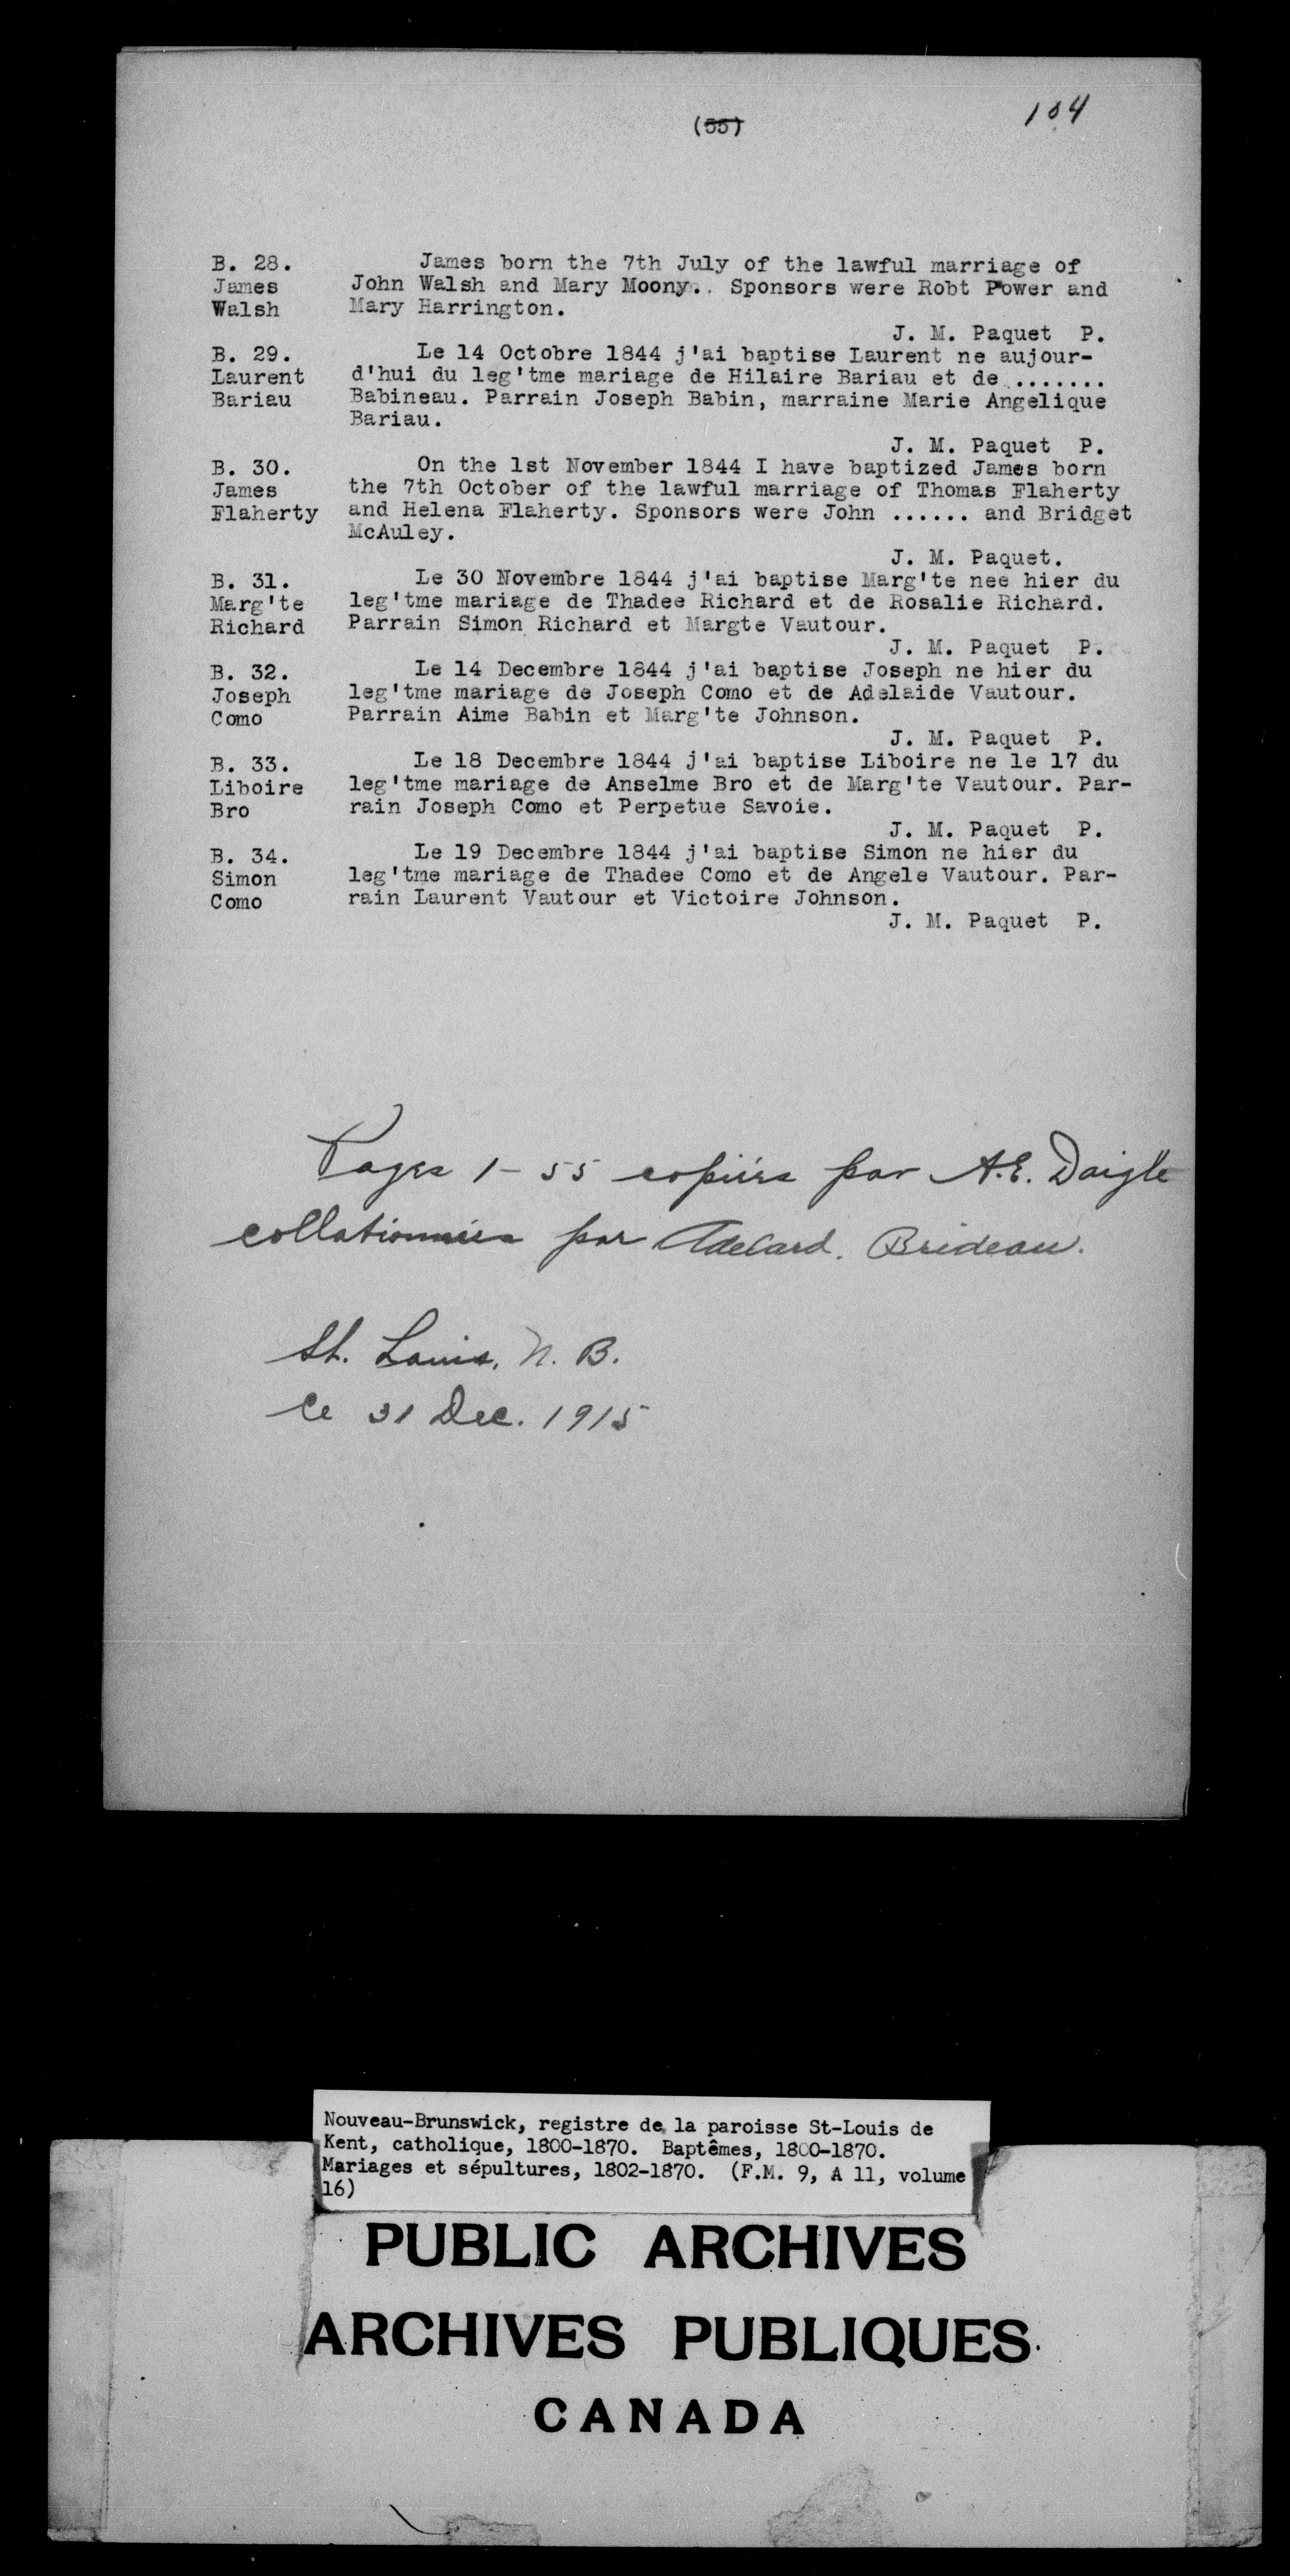 (55)
104
B. 28. James born the 7th July of the lawful marriage of
James John Walsh and Mary Moony.. Sponsors were Robt Power and
Walsh Mary Harrington.
J. M. Paquet P.
B. 29. Le 14 Octobre 1844 j'ai baptise Laurent ne aujour-
Laurent d'hui du leg'tme mariage de Hilaire Bariau et de .......
Bariau Babineau. Parrain Joseph Babin, marraine Marie Angelique
Bariau.
J. M. Paquet P.
B. 30. On the 1st November 1844 I have baptized James born
James the 7th October of the lawful marriage of Thomas Flaherty
Flaherty and Helena Flaherty. Sponsors were John ...... and Bridget
McAuley.
J. M. Paquet.
B. 31. Le 30 Novembre 1844 j'ai baptise Marg'te nee hier du
Marg'te leg'tme mariage de Thadee Richard et de Rosalie Richard.
Richard Parrain Simon Richard et Margte Vautour.
J. M. Paquet P.
B. 32. Le 14 Decembre 1844 j'ai baptise Joseph ne hier du
Joseph leg'tme mariage de Joseph Como et de Adelaide Vautour.
Como Parrain Aime Babin et Marg'te Johnson.
J. M. Paquet P.
B. 33. Le 18 Decembre 1844 j'ai baptise Liboire ne le 17 du
Liboire leg'tme mariage de Anselme Bro et de Marg'te Vautour. Par-
Bro rain Joseph Como et Perpetue Savoie.
J. M. Paquet P.
B. 34. Le 19 Decembre 1844 j'ai baptise Simon ne hier du
Simon leg'tme mariage de Thadee Como et de Angele Vautour. Par-
Como rain Laurent Vautour et Victoire Johnson.
J. M. Paquet P.
Pages 1-55 copiées par A.E. Daigle
collationnées par Adelard. Brideau.
St. Louis, N. B.
Ce 31 Dec. 1915
Nouveau-Brunswick, registre de la paroisse St-Louis de
Kent, catholique, 1800-1870. Baptêmes, 1800-1870.
Mariages et sépultures, 1802-1870. (F.M. 9, A 11, volume
16)
PUBLIC ARCHIVES
ARCHIVES PUBLIQUES
CANADA